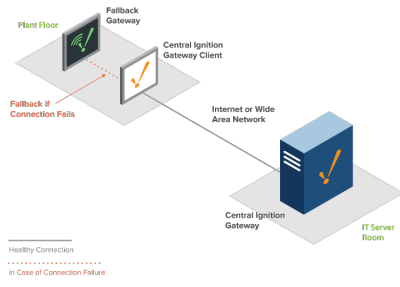 Fallback
Gateway
Plant Floor
Central Ignition
Gateway Client
Fallback if
Connection Fails
Internet or Wide
Area Network
Central Ignition
Gateway
IT Server
Room
Healthy Connection
In Case of Connection Failure